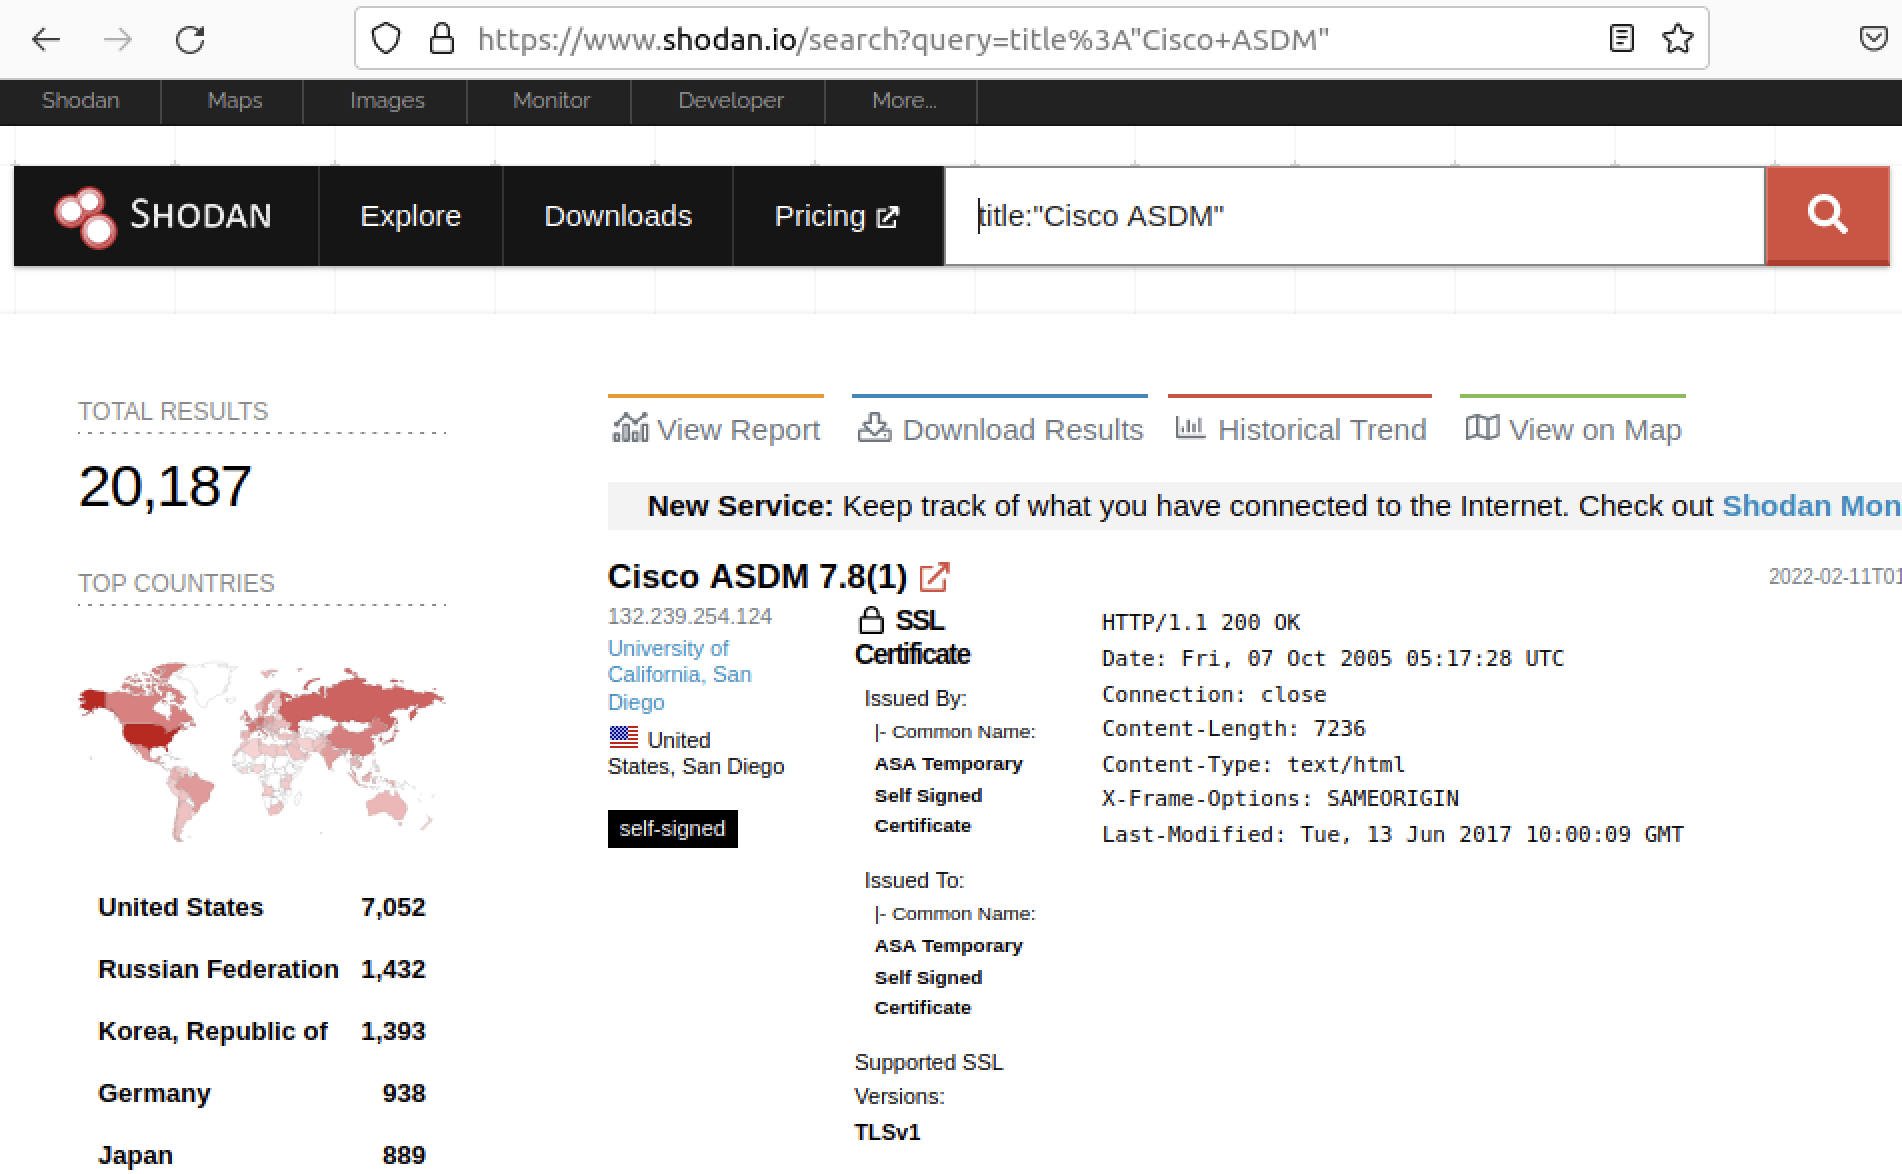 https://www.shodan.io/search?query=title%3A"Cisco+ASDM"
Shodan
Maps
Images
Monitor
Developer
More...
SHODAN
Explore
Downloads
Pricing
title:"Cisco ASDM"
TOTAL RESULTS
20,187
TOP COUNTRIES
United States 7,052
Russian Federation 1,432
Korea, Republic of 1,393
Germany 938
Japan 889
View Report
Download Results
Historical Trend
View on Map
New Service: Keep track of what you have connected to the Internet. Check out Shodan Mon
Cisco ASDM 7.8(1)
2022-02-11T01
132.239.254.124
University of
California, San
Diego
United
States, San Diego
self-signed
SSL
Certificate
Issued By:
|- Common Name:
ASA Temporary
Self Signed
Certificate
Issued To:
|- Common Name:
ASA Temporary
Self Signed
Certificate
Supported SSL
Versions:
TLSv1
HTTP/1.1 200 OK
Date: Fri, 07 Oct 2005 05:17:28 UTC
Connection: close
Content-Length: 7236
Content-Type: text/html
X-Frame-Options: SAMEORIGIN
Last-Modified: Tue, 13 Jun 2017 10:00:09 GMT